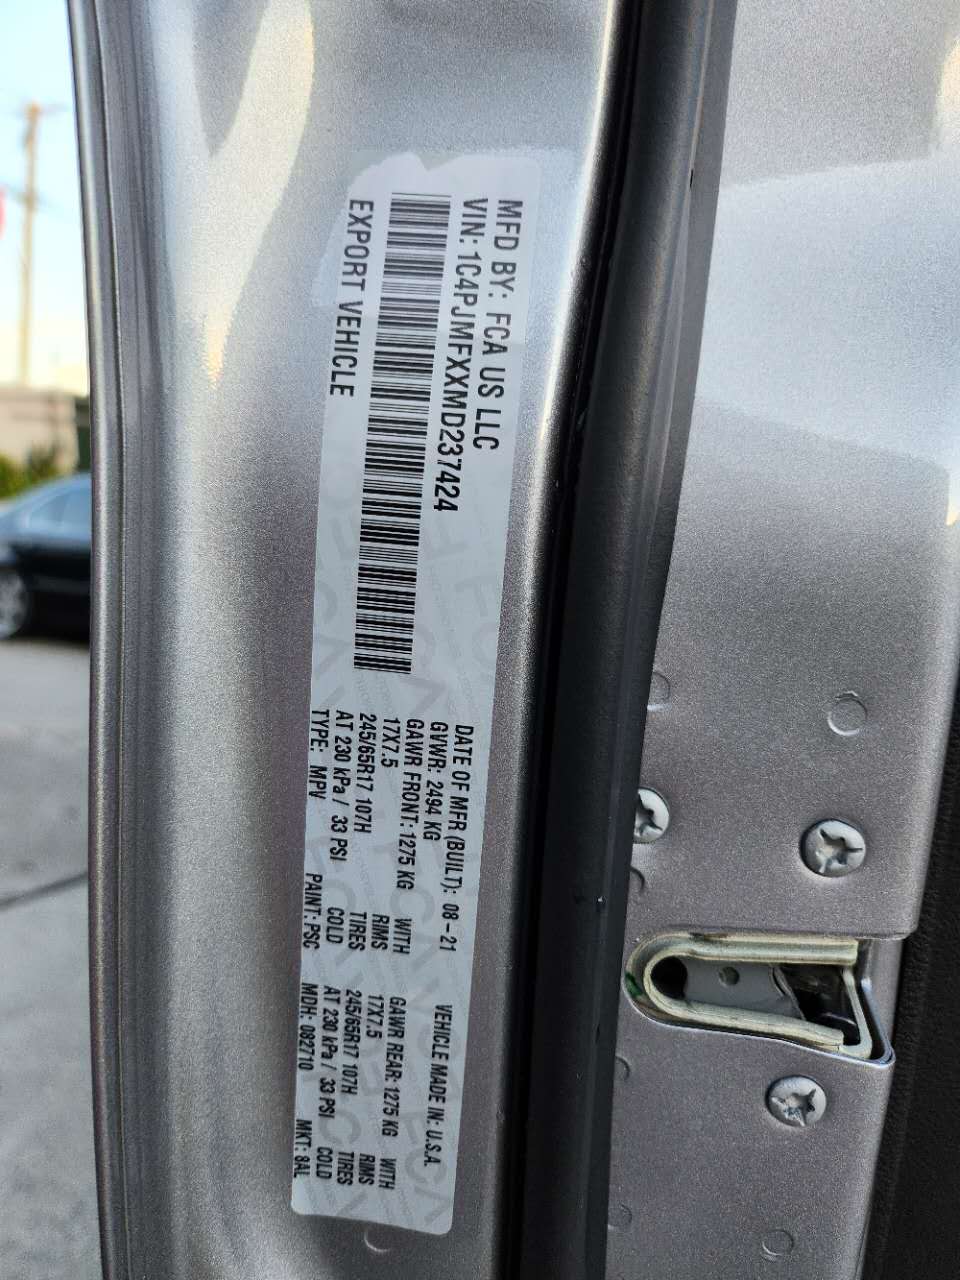 MFD BY: FCA US LLC
VIN: 1C4PJMFXXMD237424
EXPORT VEHICLE
DATE OF MFR (BUILT): 08-21 VEHICLE MADE IN: U.S.A.
GVWR: 2494 KG
GAWR FRONT: 1275 KG WITH GAWR REAR: 1275 KG WITH
17X7.5 RIMS 17X7.5 RIMS
245/65R17 107H TIRES 245/65R17 107H TIRES
AT 230 kPa / 33 PSI COLD AT 230 kPa / 33 PSI COLD
TYPE: MPV PAINT: PSC MDH: 082710 MKT: 8AL